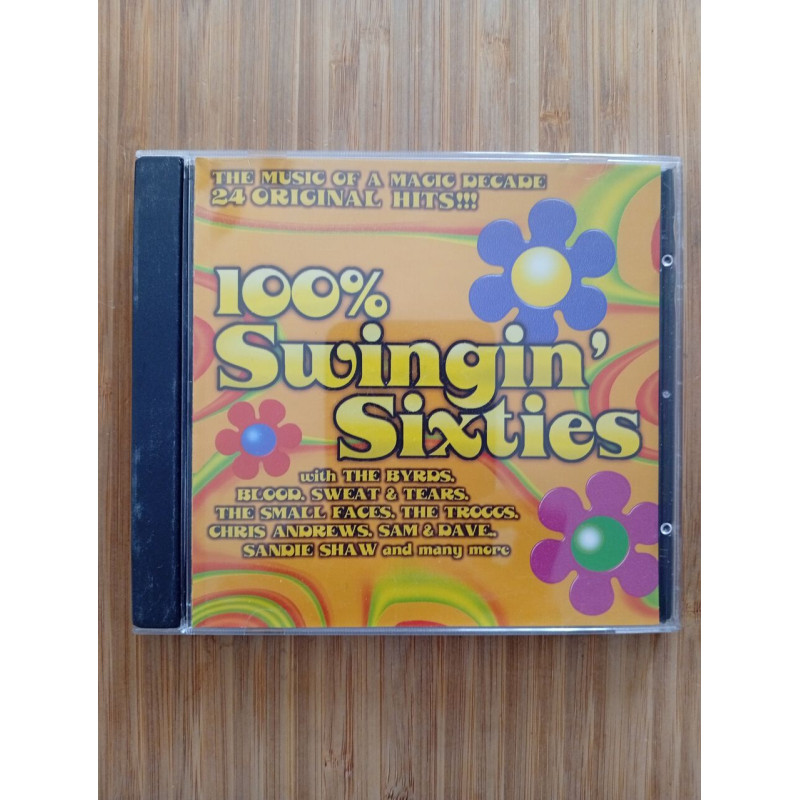 THE MUSIC OF A MAGIC DECADE
24 ORIGINAL HITS!!!
100%
Swingin'
Sixties
with THE BYRDS,
BLOOD, SWEAT & TEARS,
THE SMALL FACES, THE TROGGS,
CHRIS ANDREWS, SAM & DAVE,
SANDIE SHAW and many more